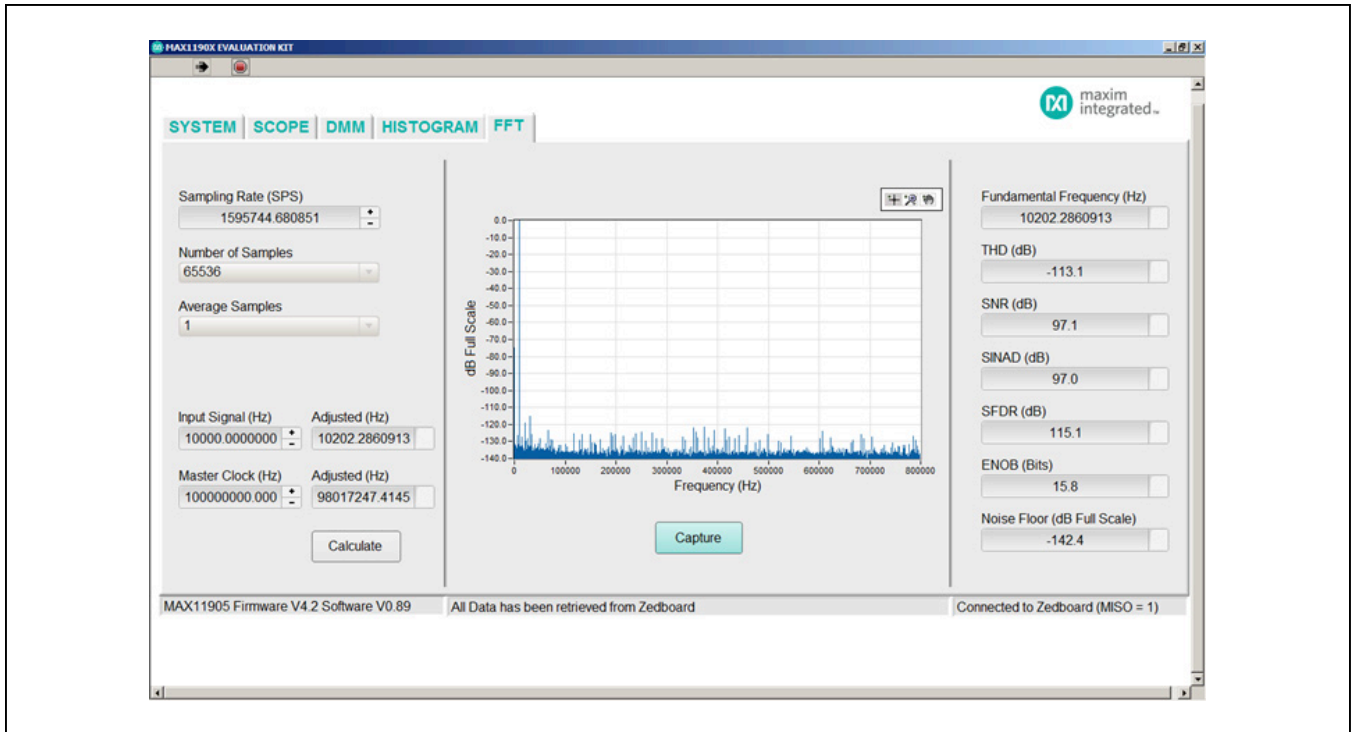 MAX1190X EVALUATION KIT
maxim
integrated™
SYSTEM
SCOPE
DMM
HISTOGRAM
FFT
Sampling Rate (SPS)
1595744.680851
Number of Samples
65536
Average Samples
1
Input Signal (Hz)
Adjusted (Hz)
10000.0000000
10202.2860913
Master Clock (Hz)
Adjusted (Hz)
100000000.000
98017247.4145
Calculate
dB Full Scale
0.0
-10.0
-20.0
-30.0
-40.0
-50.0
-60.0
-70.0
-80.0
-90.0
-100.0
-110.0
-120.0
-130.0
-140.0
0 100000 200000 300000 400000 500000 600000 700000 800000
Frequency (Hz)
Capture
Fundamental Frequency (Hz)
10202.2860913
THD (dB)
-113.1
SNR (dB)
97.1
SINAD (dB)
97.0
SFDR (dB)
115.1
ENOB (Bits)
15.8
Noise Floor (dB Full Scale)
-142.4
MAX11905 Firmware V4.2 Software V0.89
All Data has been retrieved from Zedboard
Connected to Zedboard (MISO = 1)